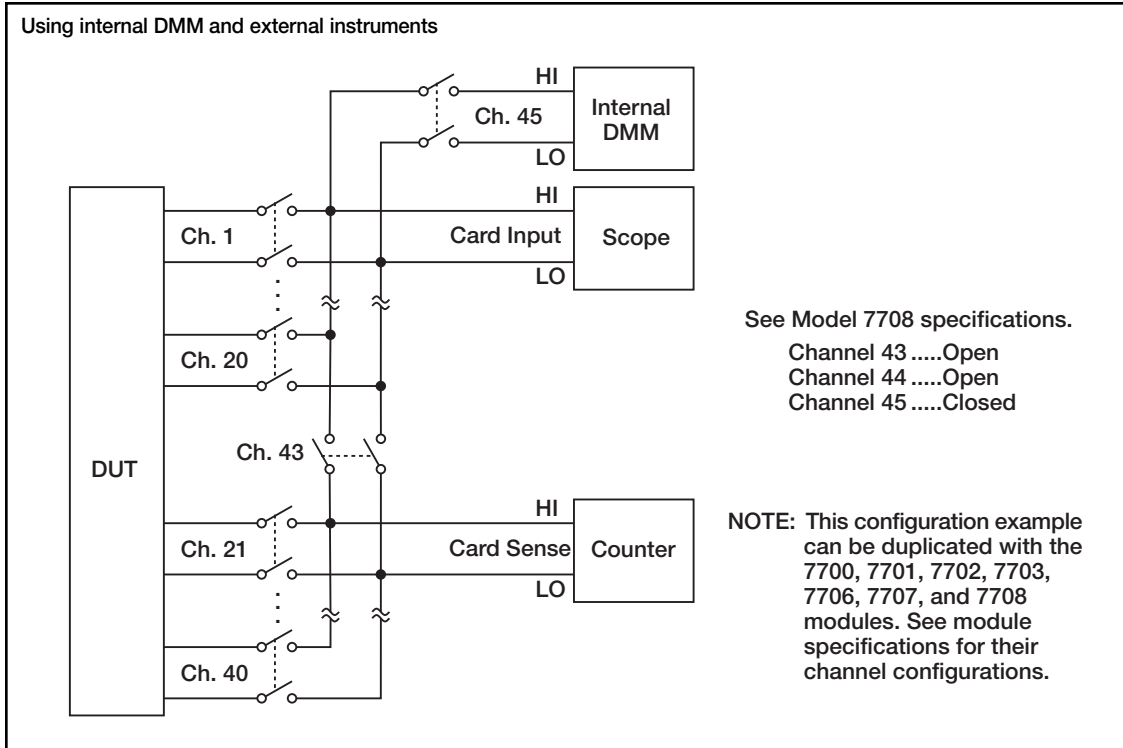 Using internal DMM and external instruments
HI
Ch. 45
Internal
DMM
LO
HI
Ch. 1
Card Input
Scope
LO
Ch. 20
See Model 7708 specifications.
Channel 43 .....Open
Channel 44 .....Open
Channel 45 .....Closed
Ch. 43
DUT
HI
Ch. 21
Card Sense
Counter
LO
Ch. 40
NOTE: This configuration example
can be duplicated with the
7700, 7701, 7702, 7703,
7706, 7707, and 7708
modules. See module
specifications for their
channel configurations.